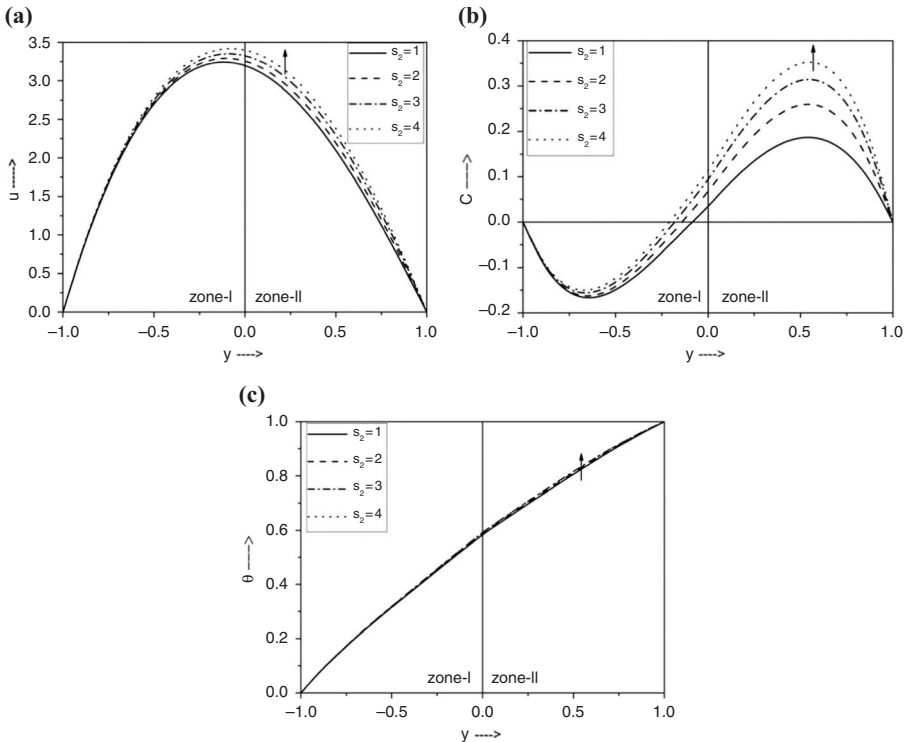 (a)
3.5
3.0
2.5
2.0
3.5
3.0
3.5
0.0
u ----->
s₂=1
s₂=2
s₂=3
s₂=4
zone-I zone-II
−1.0 −0.5 0.0 0.5 1.0
y ---->
(b)
0.4
0.3
0.2
0.1
0.0
−0.1
−0.2
C ---->
s₂=1
s₂=2
s₂=3
s₂=4
zone-I zone-II
−1.0 −0.5 0.0 0.5 1.0
y ---->
(c)
1.0
0.8
0.6
0.4
0.2
0.0
θ ---->
s₂=1
s₂=2
s₂=3
s₂=4
zone-I zone-II
−1.0 −0.5 0.0 0.5 1.0
y ---->